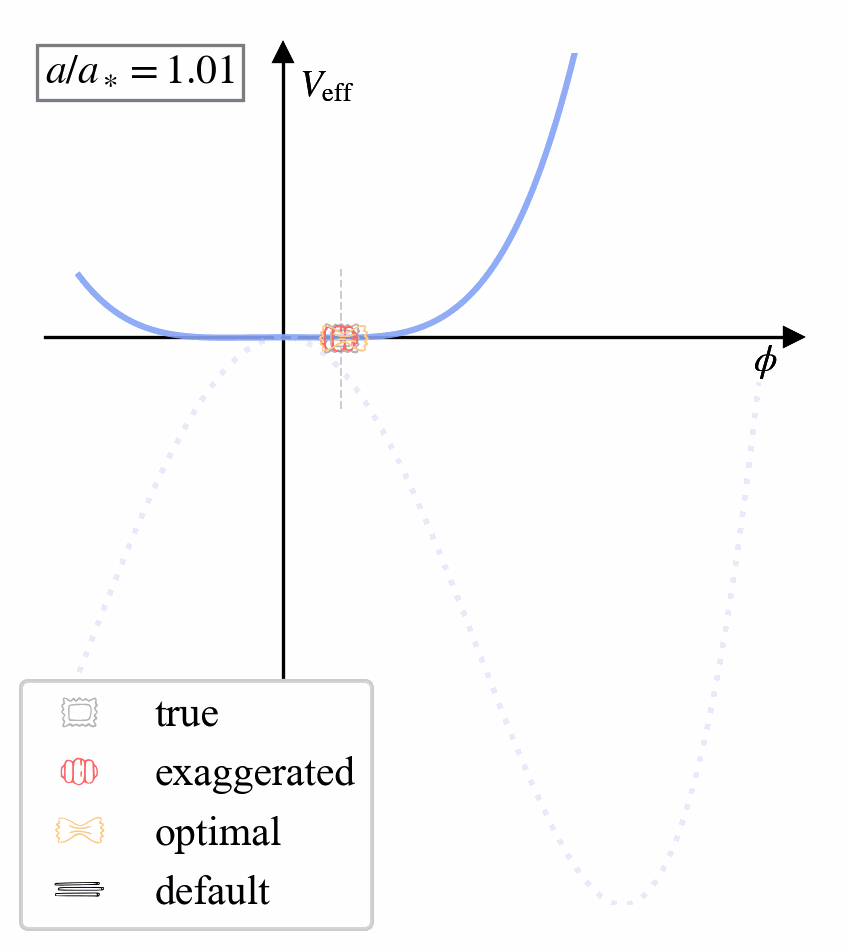 a/a* = 1.01
V_eff
ϕ
true
exaggerated
optimal
default